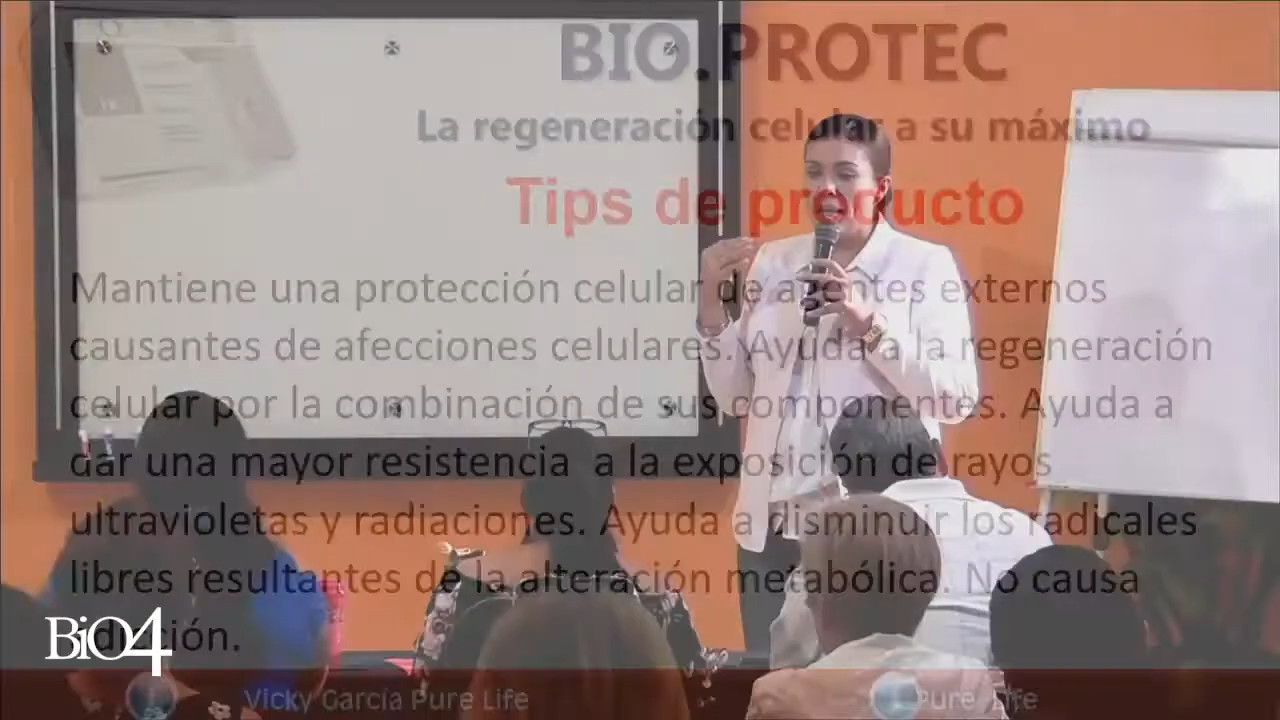 BIO.PROTEC
La regeneración celular a su máximo
Tips de producto
Mantiene una protección celular de agentes externos
causantes de afecciones celulares. Ayuda a la regeneración
celular por la combinación de sus componentes. Ayuda a
dar una mayor resistencia a la exposición de rayos
ultravioletas y radiaciones. Ayuda a disminuir los radicales
libres resultantes de la alteración metabólica. No causa
adicción.
BiO4
Vicky García Pure Life
Pure Life